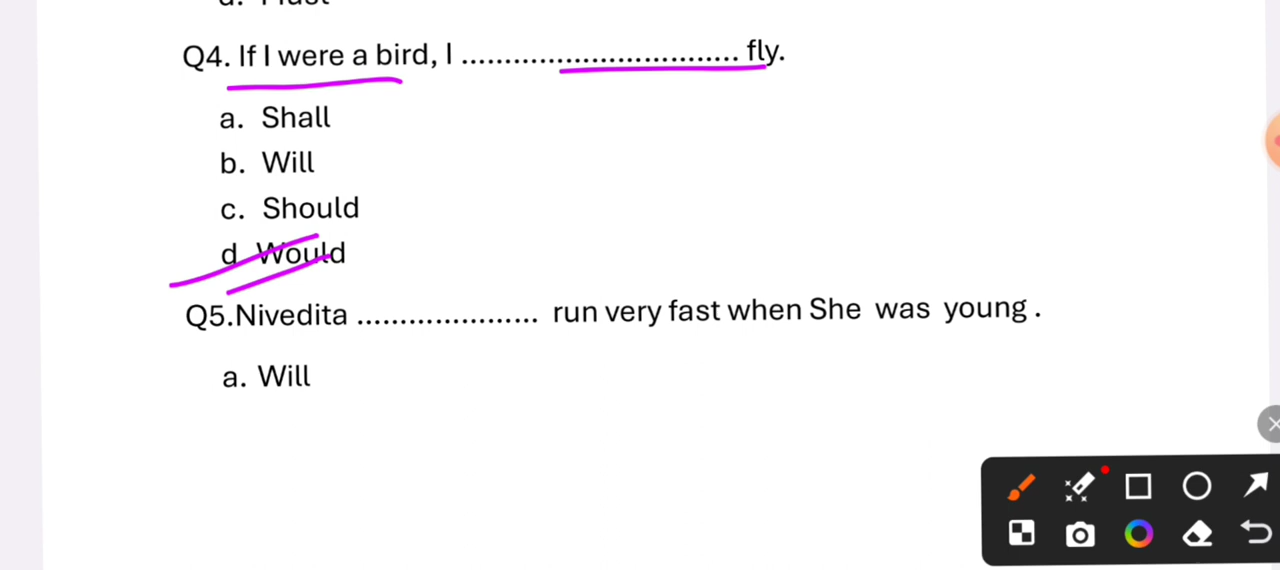 Q4. If I were a bird, I ................................ fly.
a. Shall
b. Will
c. Should
d Would
Q5.Nivedita ..................... run very fast when She was young .
a. Will